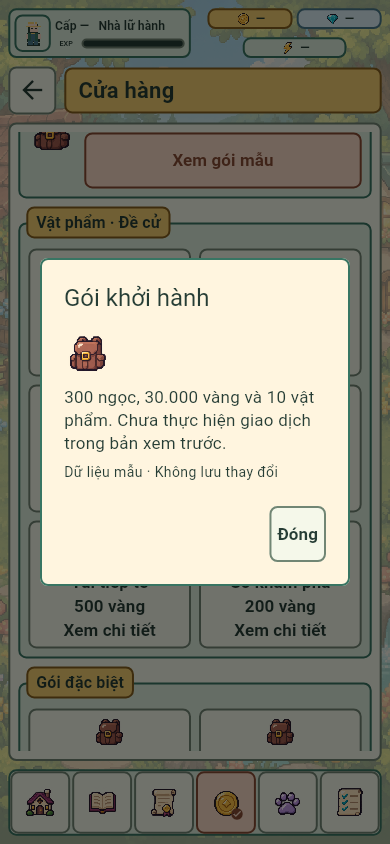 Cấp — Nhà lữ hành
EXP
—
—
—
Cửa hàng
Xem gói mẫu
Vật phẩm · Đề cử
Gói khởi hành
300 ngọc, 30.000 vàng và 10 vật
phẩm. Chưa thực hiện giao dịch
trong bản xem trước.
Dữ liệu mẫu · Không lưu thay đổi
Đóng
500 vàng
200 vàng
Xem chi tiết
Xem chi tiết
Gói đặc biệt